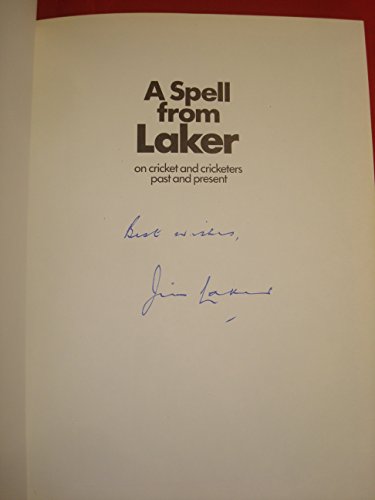 A Spell
from
Laker
on cricket and cricketers
past and present
Best wishes,
Jim Laker